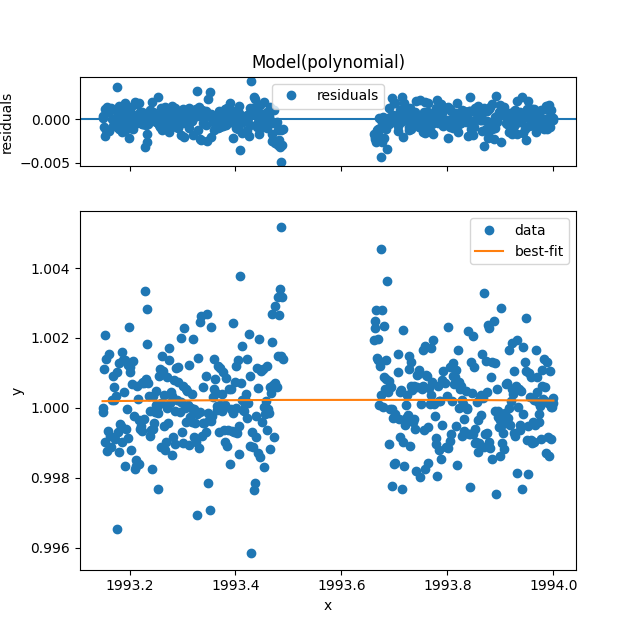 Model(polynomial)
residuals
0.000
−0.005
residuals
y
1.004
1.002
1.000
0.998
0.996
data
best-fit
1993.2
1993.4
1993.6
1993.8
1994.0
x